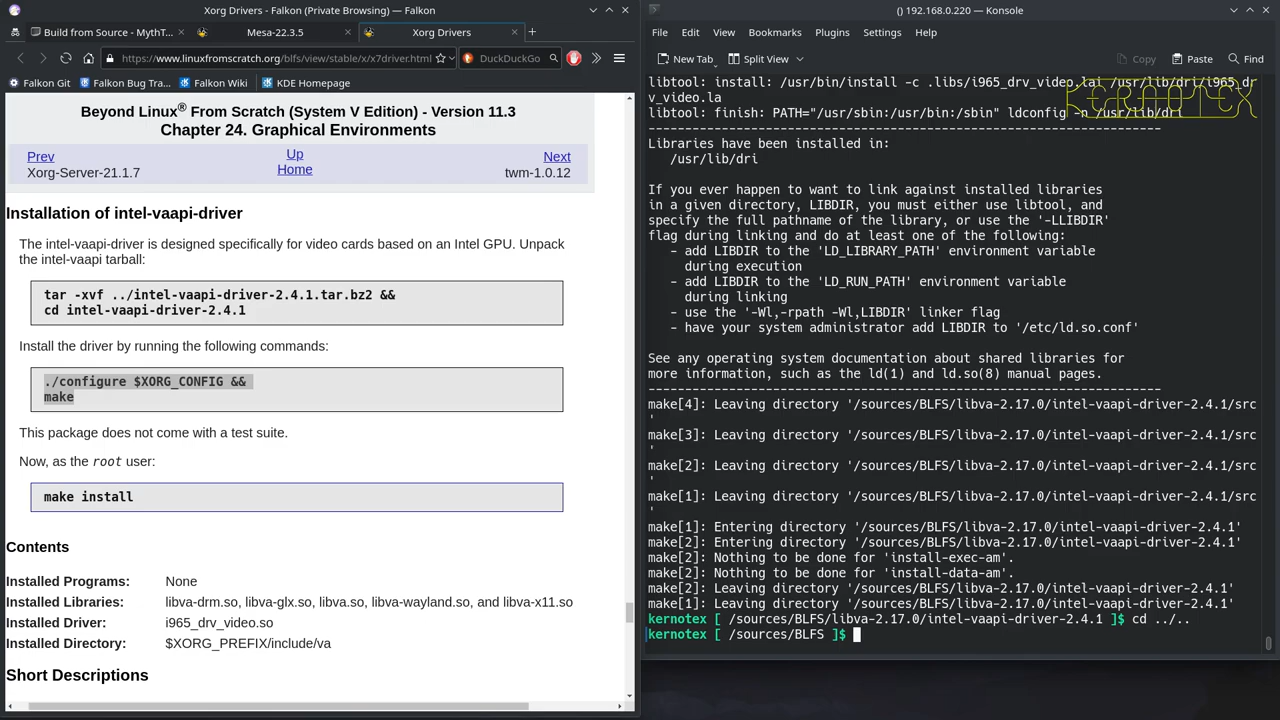 Xorg Drivers - Falkon (Private Browsing) — Falkon
Build from Source - MythT...
Mesa-22.3.5
Xorg Drivers
https://www.linuxfromscratch.org/blfs/view/stable/x/x7driver.html
DuckDuckGo
Falkon Git
Falkon Bug Tra...
Falkon Wiki
KDE Homepage
Beyond Linux® From Scratch (System V Edition) - Version 11.3
Chapter 24. Graphical Environments
Prev
Up
Next
Xorg-Server-21.1.7
Home
twm-1.0.12
Installation of intel-vaapi-driver
The intel-vaapi-driver is designed specifically for video cards based on an Intel GPU. Unpack
the intel-vaapi tarball:
tar -xvf ../intel-vaapi-driver-2.4.1.tar.bz2 &&
cd intel-vaapi-driver-2.4.1
Install the driver by running the following commands:
./configure $XORG_CONFIG &&
make
This package does not come with a test suite.
Now, as the root user:
make install
Contents
Installed Programs: None
Installed Libraries: libva-drm.so, libva-glx.so, libva.so, libva-wayland.so, and libva-x11.so
Installed Driver: i965_drv_video.so
Installed Directory: $XORG_PREFIX/include/va
Short Descriptions
() 192.168.0.220 — Konsole
File Edit View Bookmarks Plugins Settings Help
New Tab
Split View
Copy
Paste
Find
libtool: install: /usr/bin/install -c .libs/i965_drv_video.lai /usr/lib/dri/i965_dr
v_video.la
KERNOTEX
libtool: finish: PATH="/usr/sbin:/usr/bin:/sbin" ldconfig -n /usr/lib/dri
----------------------------------------------------------------------
Libraries have been installed in:
/usr/lib/dri
If you ever happen to want to link against installed libraries
in a given directory, LIBDIR, you must either use libtool, and
specify the full pathname of the library, or use the '-LLIBDIR'
flag during linking and do at least one of the following:
- add LIBDIR to the 'LD_LIBRARY_PATH' environment variable
during execution
- add LIBDIR to the 'LD_RUN_PATH' environment variable
during linking
- use the '-Wl,-rpath -Wl,LIBDIR' linker flag
- have your system administrator add LIBDIR to '/etc/ld.so.conf'
See any operating system documentation about shared libraries for
more information, such as the ld(1) and ld.so(8) manual pages.
----------------------------------------------------------------------
make[4]: Leaving directory '/sources/BLFS/libva-2.17.0/intel-vaapi-driver-2.4.1/src
'
make[3]: Leaving directory '/sources/BLFS/libva-2.17.0/intel-vaapi-driver-2.4.1/src
'
make[2]: Leaving directory '/sources/BLFS/libva-2.17.0/intel-vaapi-driver-2.4.1/src
'
make[1]: Leaving directory '/sources/BLFS/libva-2.17.0/intel-vaapi-driver-2.4.1/src
'
make[1]: Entering directory '/sources/BLFS/libva-2.17.0/intel-vaapi-driver-2.4.1'
make[2]: Entering directory '/sources/BLFS/libva-2.17.0/intel-vaapi-driver-2.4.1'
make[2]: Nothing to be done for 'install-exec-am'.
make[2]: Nothing to be done for 'install-data-am'.
make[2]: Leaving directory '/sources/BLFS/libva-2.17.0/intel-vaapi-driver-2.4.1'
make[1]: Leaving directory '/sources/BLFS/libva-2.17.0/intel-vaapi-driver-2.4.1'
kernotex [ /sources/BLFS/libva-2.17.0/intel-vaapi-driver-2.4.1 ]$ cd ../..
kernotex [ /sources/BLFS ]$